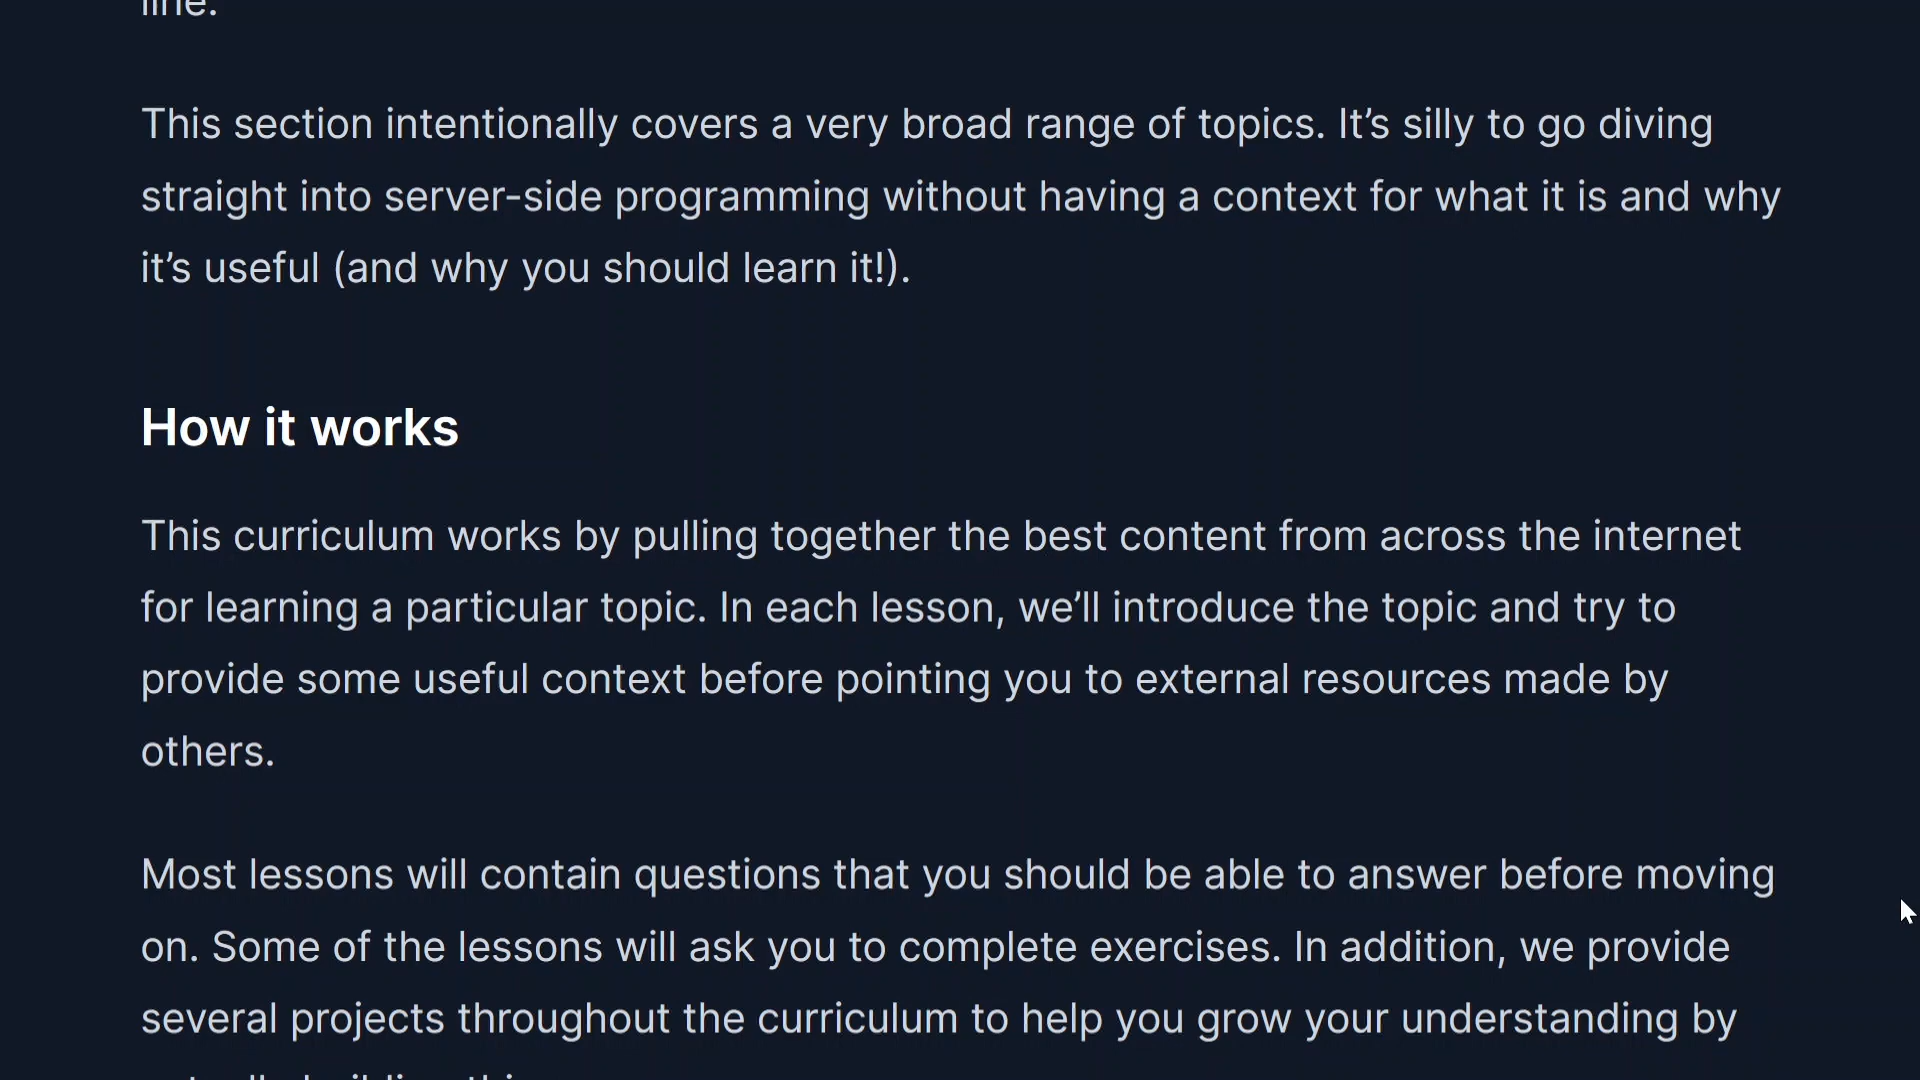 line.
This section intentionally covers a very broad range of topics. It’s silly to go diving
straight into server-side programming without having a context for what it is and why
it’s useful (and why you should learn it!).
How it works
This curriculum works by pulling together the best content from across the internet
for learning a particular topic. In each lesson, we’ll introduce the topic and try to
provide some useful context before pointing you to external resources made by
others.
Most lessons will contain questions that you should be able to answer before moving
on. Some of the lessons will ask you to complete exercises. In addition, we provide
several projects throughout the curriculum to help you grow your understanding by